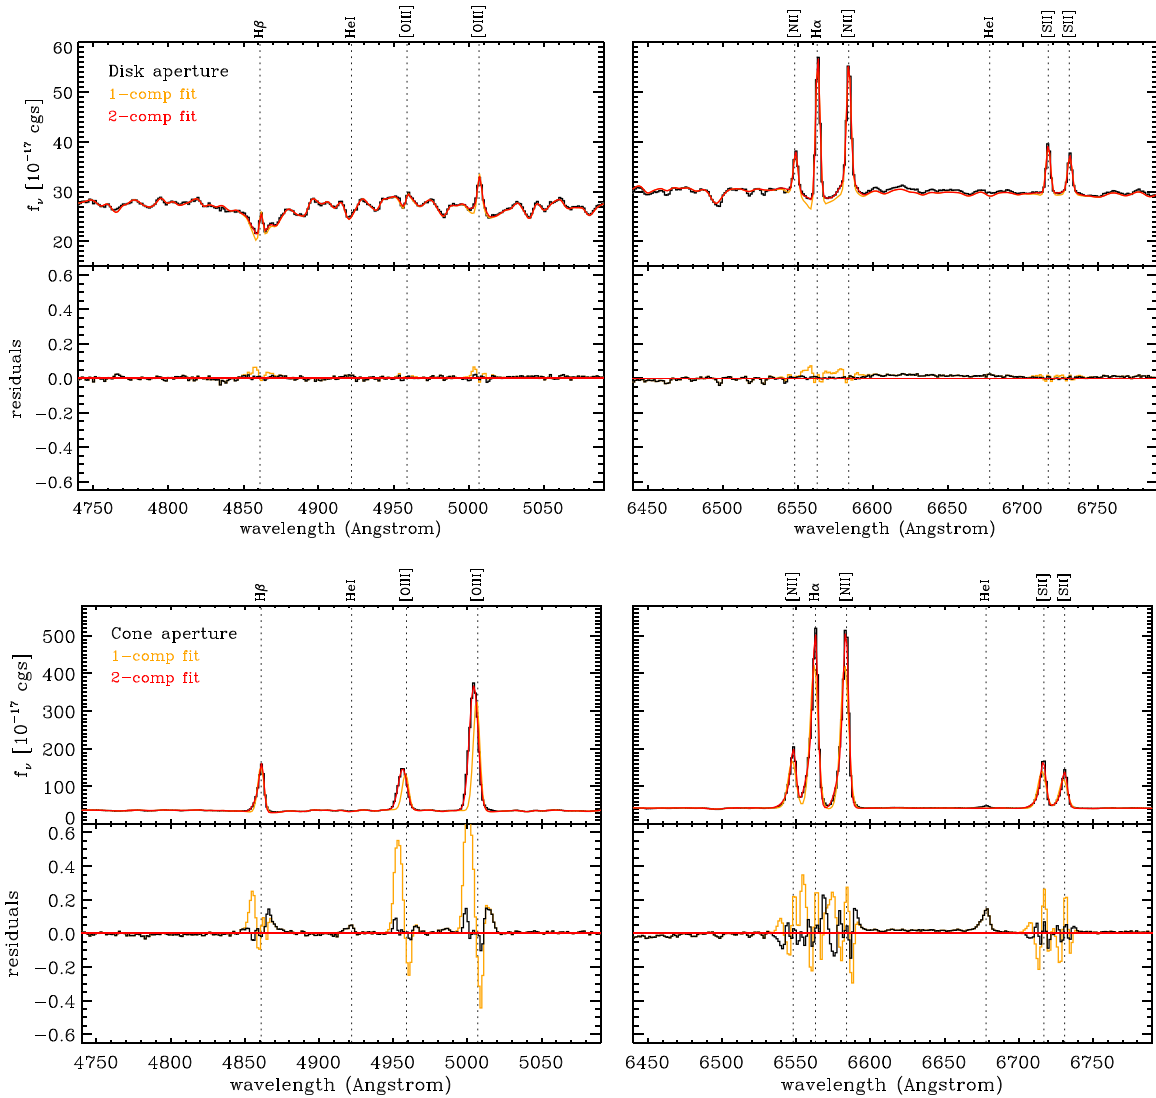 Hβ HeI [OIII] [OIII] [NII] Hα [NII] HeI [SII] [SII]
Disk aperture
1−comp fit
2−comp fit
fν [10−17 cgs]
60
50
40
30
20
residuals
0.6
0.4
0.2
0.0
−0.2
−0.4
−0.6
4750 4800 4850 4900 4950 5000 5050
wavelength (Angstrom)
6450 6500 6550 6600 6650 6700 6750
wavelength (Angstrom)
Hβ HeI [OIII] [OIII] [NII] Hα [NII] HeI [SII] [SII]
Cone aperture
1−comp fit
2−comp fit
fν [10−17 cgs]
500
400
300
200
100
0
residuals
0.6
0.4
0.2
0.0
−0.2
−0.4
−0.6
4750 4800 4850 4900 4950 5000 5050
wavelength (Angstrom)
6450 6500 6550 6600 6650 6700 6750
wavelength (Angstrom)